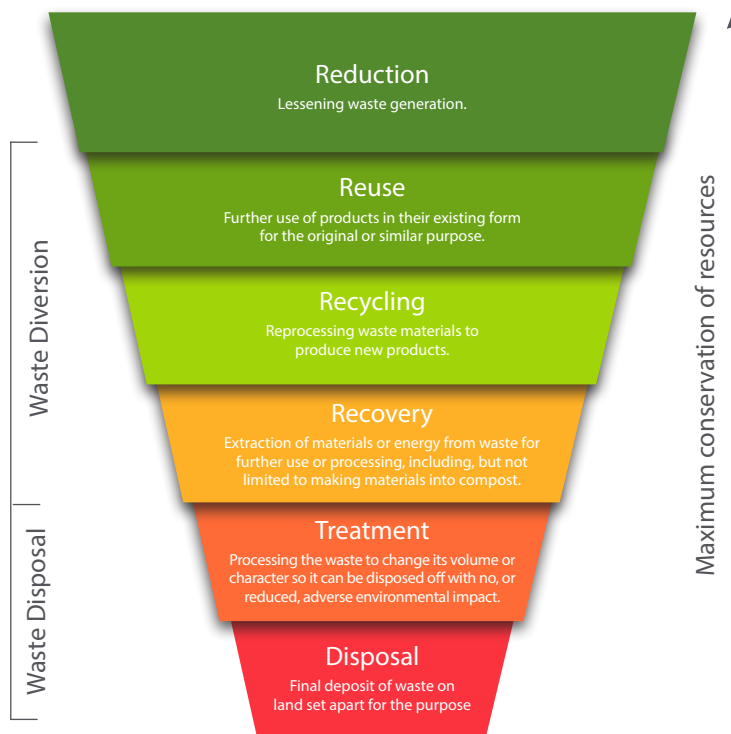 Reduction
Lessening waste generation.
Reuse
Further use of products in their existing form
for the original or similar purpose.
Recycling
Reprocessing waste materials to
produce new products.
Recovery
Extraction of materials or energy from waste for
further use or processing, including, but not
limited to making materials into compost.
Treatment
Processing the waste to change its volume or
character so it can be disposed off with no, or
reduced, adverse environmental impact.
Disposal
Final deposit of waste on
land set apart for the purpose
Waste Diversion
Waste Disposal
Maximum conservation of resources